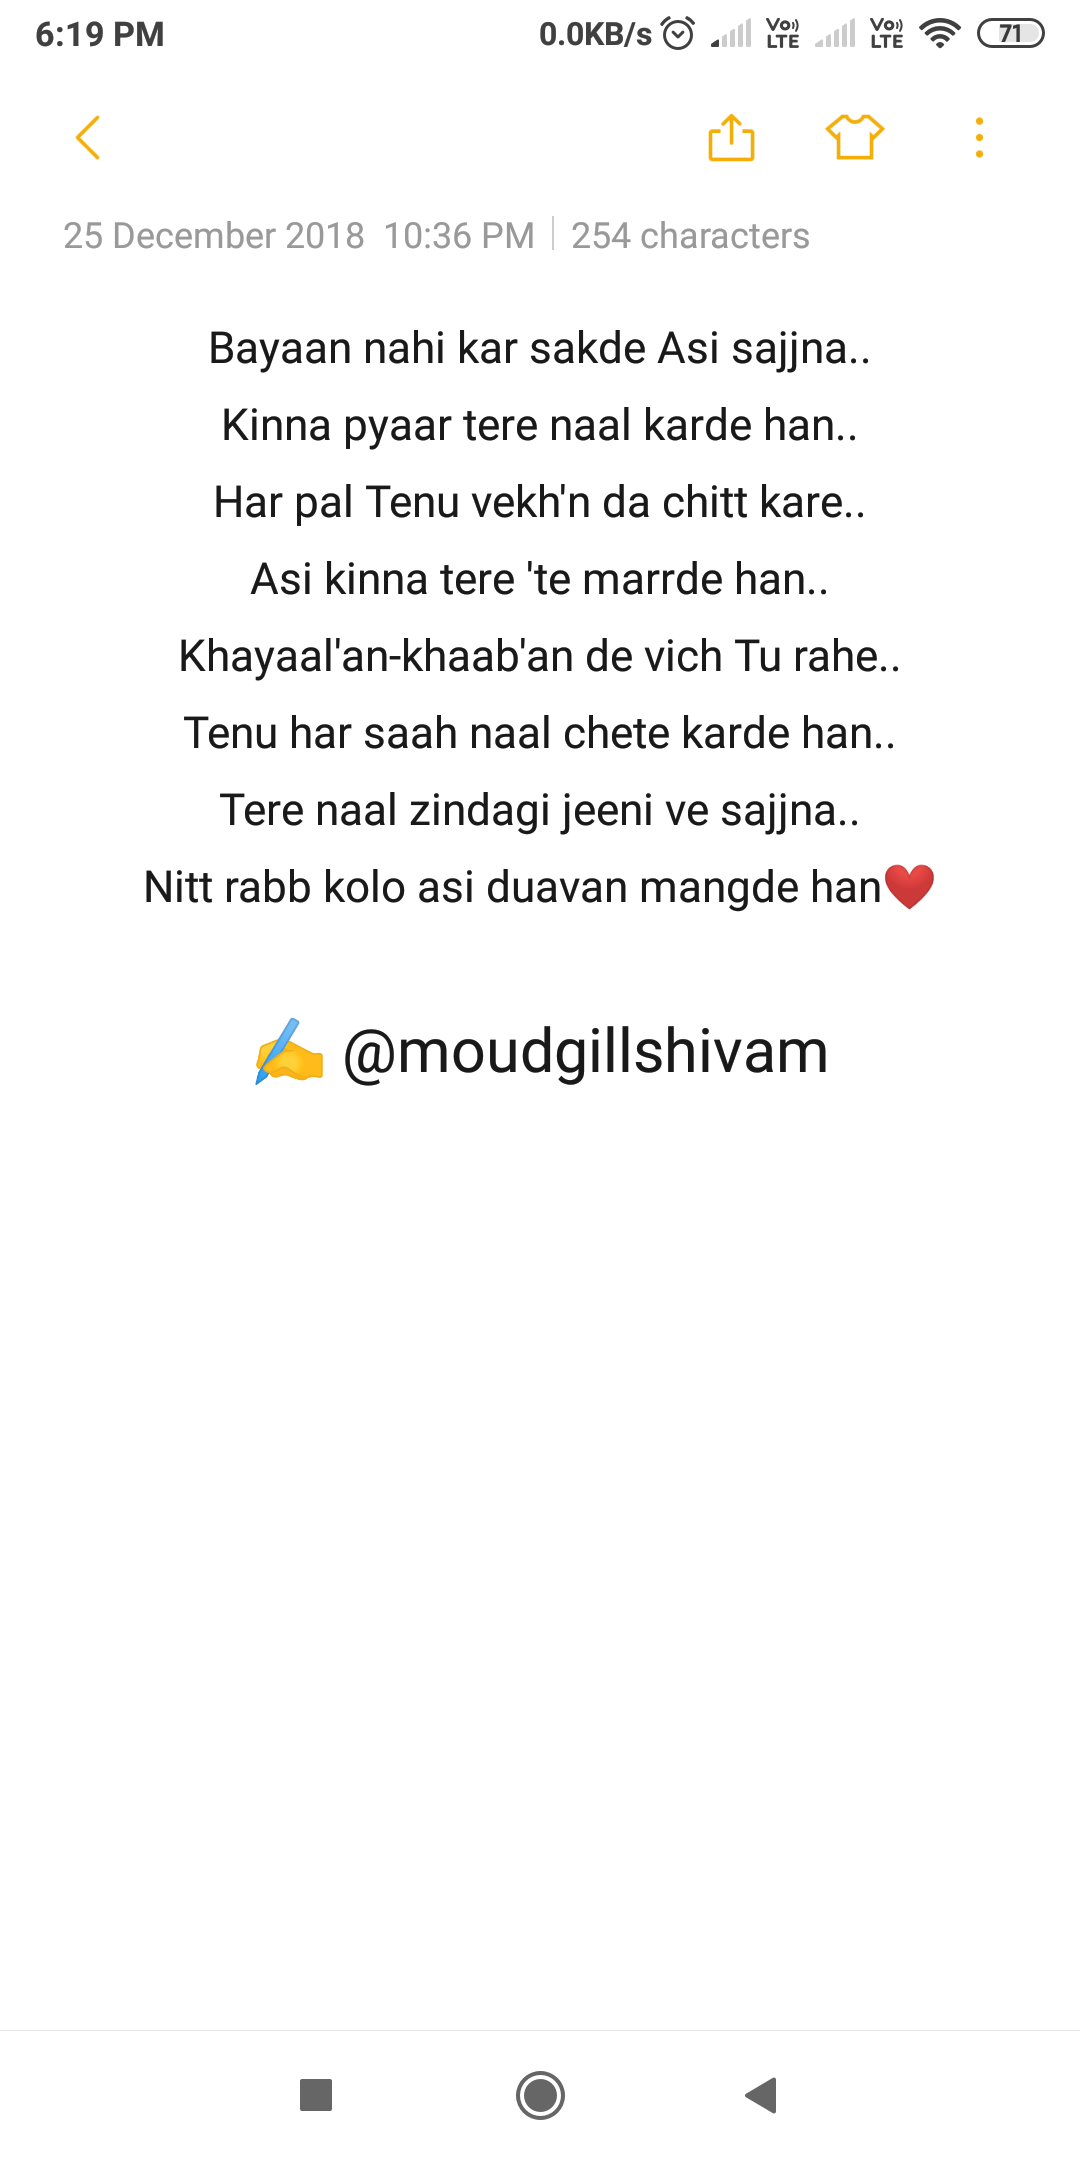 6:19 PM 0.0KB/s Vo LTE Vo LTE 71
25 December 2018 10:36 PM | 254 characters
Bayaan nahi kar sakde Asi sajjna..
Kinna pyaar tere naal karde han..
Har pal Tenu vekh'n da chitt kare..
Asi kinna tere 'te marrde han..
Khayaal'an-khaab'an de vich Tu rahe..
Tenu har saah naal chete karde han..
Tere naal zindagi jeeni ve sajjna..
Nitt rabb kolo asi duavan mangde han❤️
✍️ @moudgillshivam